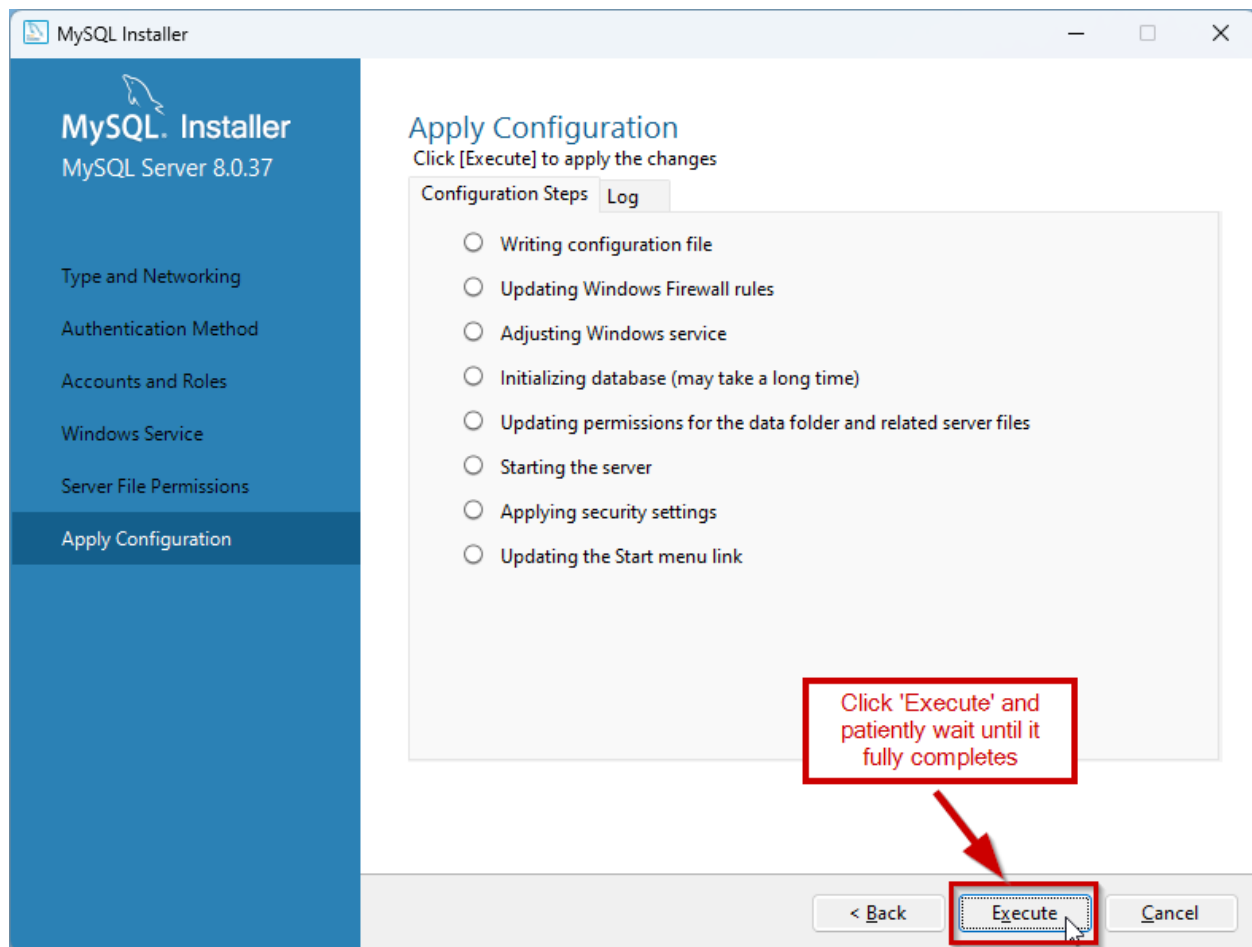 MySQL Installer
MySQL. Installer
MySQL Server 8.0.37
Type and Networking
Authentication Method
Accounts and Roles
Windows Service
Server File Permissions
Apply Configuration
Apply Configuration
Click [Execute] to apply the changes
Configuration Steps
Log
Writing configuration file
Updating Windows Firewall rules
Adjusting Windows service
Initializing database (may take a long time)
Updating permissions for the data folder and related server files
Starting the server
Applying security settings
Updating the Start menu link
Click 'Execute' and
patiently wait until it
fully completes
< Back
Execute
Cancel